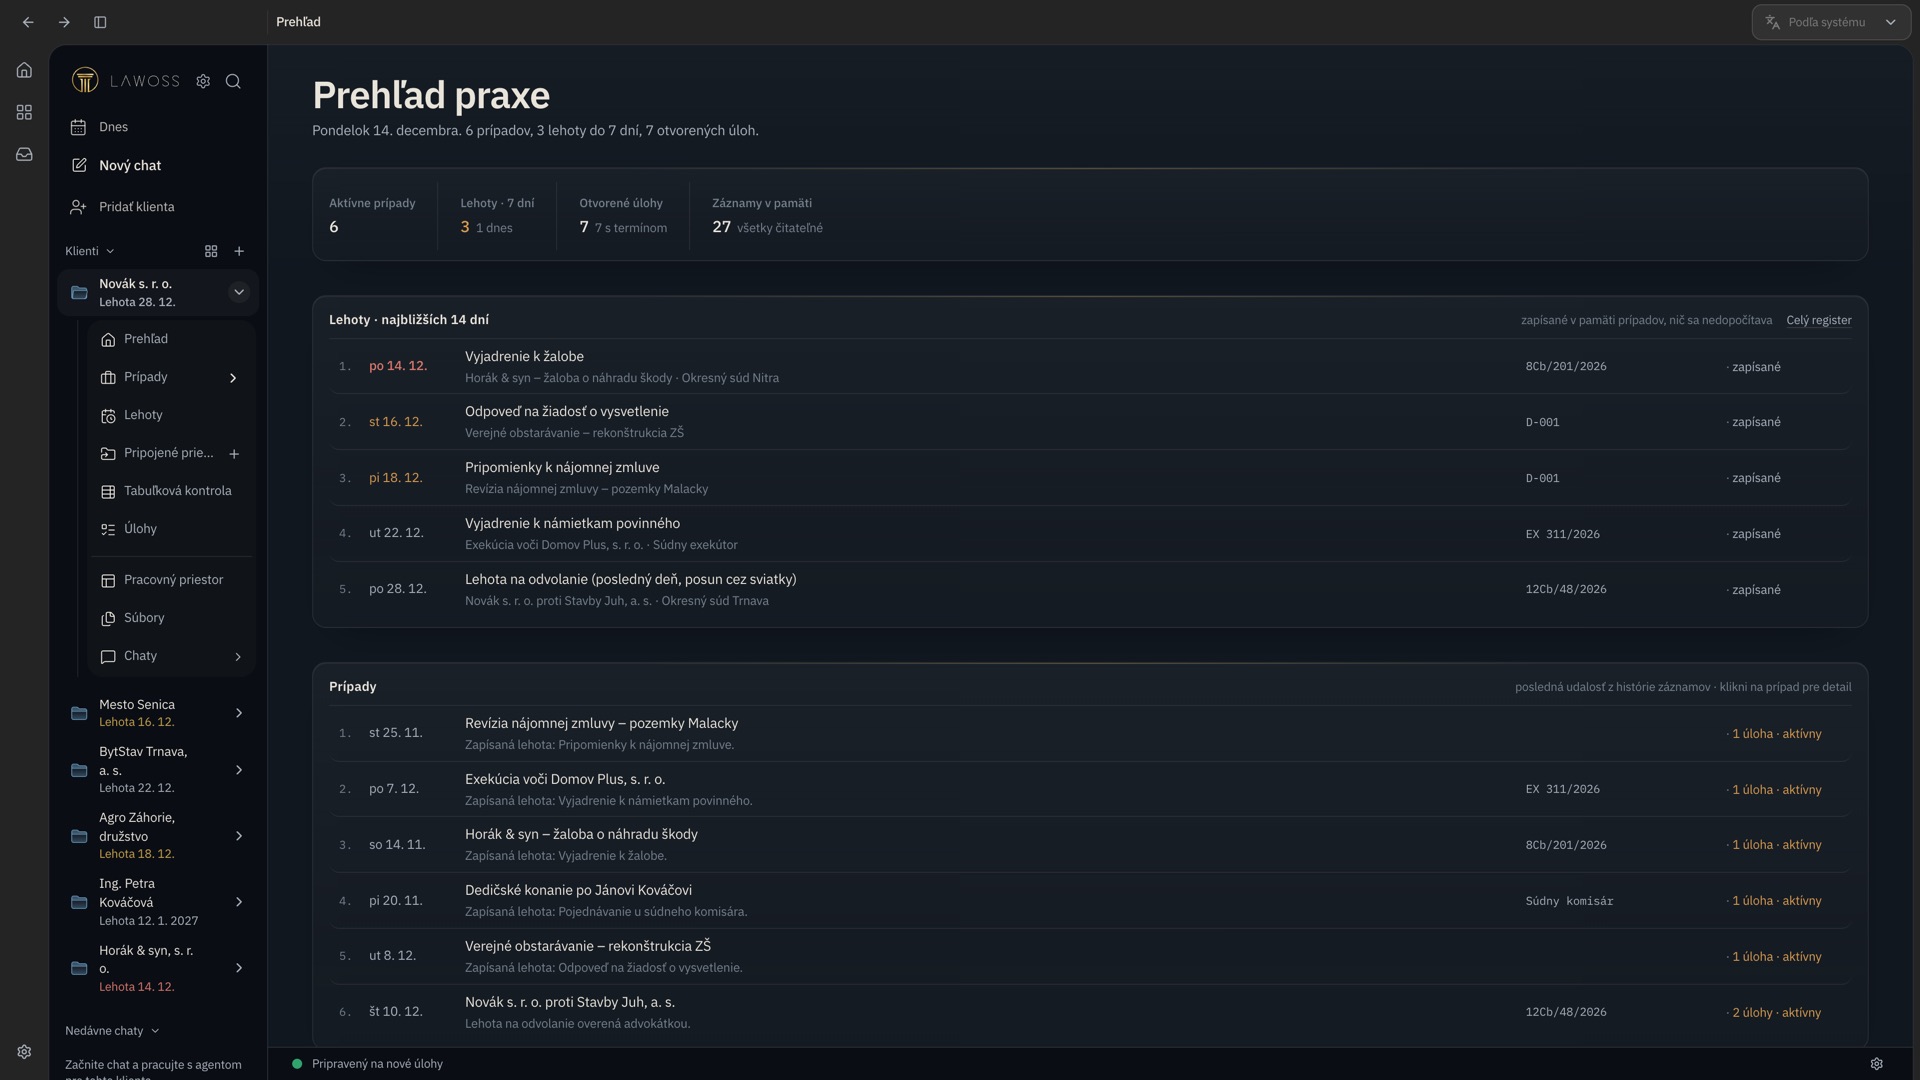 Prehľad
Podľa systému
LAWOSS
Dnes
Nový chat
Pridať klienta
Klienti
Novák s. r. o.
Lehota 28. 12.
Prehľad
Prípady
Lehoty
Pripojené prie...
Tabuľková kontrola
Úlohy
Pracovný priestor
Súbory
Chaty
Mesto Senica
Lehota 16. 12.
BytStav Trnava,
a. s.
Lehota 22. 12.
Agro Záhorie,
družstvo
Lehota 18. 12.
Ing. Petra
Kováčová
Lehota 12. 1. 2027
Horák & syn, s. r.
o.
Lehota 14. 12.
Nedávne chaty
Začnite chat a pracujte s agentom
Prehľad praxe
Pondelok 14. decembra. 6 prípadov, 3 lehoty do 7 dní, 7 otvorených úloh.
Aktívne prípady
6
Lehoty · 7 dní
3 1 dnes
Otvorené úlohy
7 7 s termínom
Záznamy v pamäti
27 všetky čitateľné
Lehoty · najbližších 14 dní
zapísané v pamäti prípadov, nič sa nedopočítava Celý register
1. po 14. 12. Vyjadrenie k žalobe 8Cb/201/2026 · zapísané
Horák & syn – žaloba o náhradu škody · Okresný súd Nitra
2. st 16. 12. Odpoveď na žiadosť o vysvetlenie D-001 · zapísané
Verejné obstarávanie – rekonštrukcia ZŠ
3. pi 18. 12. Pripomienky k nájomnej zmluve D-001 · zapísané
Revízia nájomnej zmluvy – pozemky Malacky
4. ut 22. 12. Vyjadrenie k námietkam povinného EX 311/2026 · zapísané
Exekúcia voči Domov Plus, s. r. o. · Súdny exekútor
5. po 28. 12. Lehota na odvolanie (posledný deň, posun cez sviatky) 12Cb/48/2026 · zapísané
Novák s. r. o. proti Stavby Juh, a. s. · Okresný súd Trnava
Prípady
posledná udalosť z histórie záznamov · klikni na prípad pre detail
1. st 25. 11. Revízia nájomnej zmluvy – pozemky Malacky · 1 úloha · aktívny
Zapísaná lehota: Pripomienky k nájomnej zmluve.
2. po 7. 12. Exekúcia voči Domov Plus, s. r. o. EX 311/2026 · 1 úloha · aktívny
Zapísaná lehota: Vyjadrenie k námietkam povinného.
3. so 14. 11. Horák & syn – žaloba o náhradu škody 8Cb/201/2026 · 1 úloha · aktívny
Zapísaná lehota: Vyjadrenie k žalobe.
4. pi 20. 11. Dedičské konanie po Jánovi Kováčovi Súdny komisár · 1 úloha · aktívny
Zapísaná lehota: Pojednávanie u súdneho komisára.
5. ut 8. 12. Verejné obstarávanie – rekonštrukcia ZŠ · 1 úloha · aktívny
Zapísaná lehota: Odpoveď na žiadosť o vysvetlenie.
6. št 10. 12. Novák s. r. o. proti Stavby Juh, a. s. 12Cb/48/2026 · 2 úlohy · aktívny
Lehota na odvolanie overená advokátkou.
Pripravený na nové úlohy